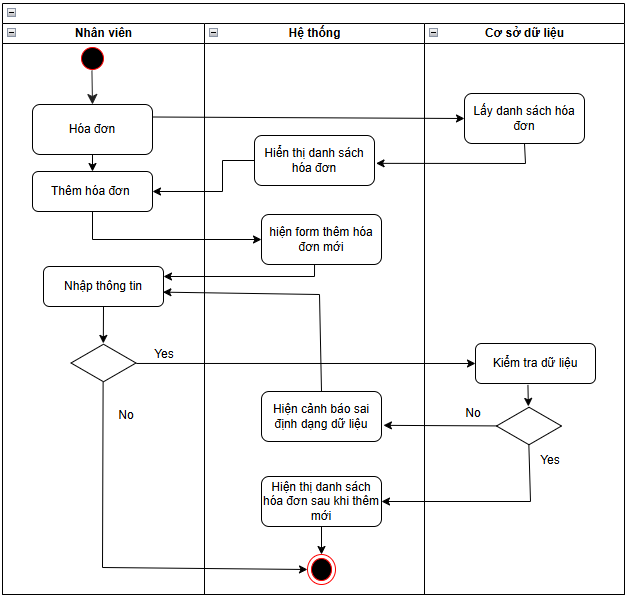 Nhân viên
Hệ thống
Cơ sở dữ liệu
Hóa đơn
Lấy danh sách hóa
đơn
Hiển thị danh sách
hóa đơn
Thêm hóa đơn
hiện form thêm hóa
đơn mới
Nhập thông tin
Yes
Kiểm tra dữ liệu
No
Hiện cảnh báo sai
định dạng dữ liệu
No
Yes
Hiện thị danh sách
hóa đơn sau khi thêm
mới